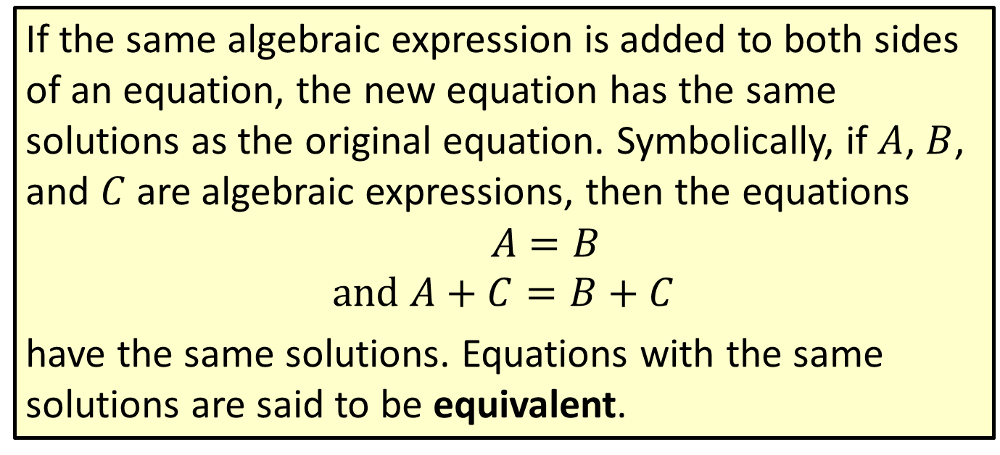 If the same algebraic expression is added to both sides
of an equation, the new equation has the same
solutions as the original equation. Symbolically, if A, B,
and C are algebraic expressions, then the equations
A = B
and A + C = B + C
have the same solutions. Equations with the same
solutions are said to be equivalent.